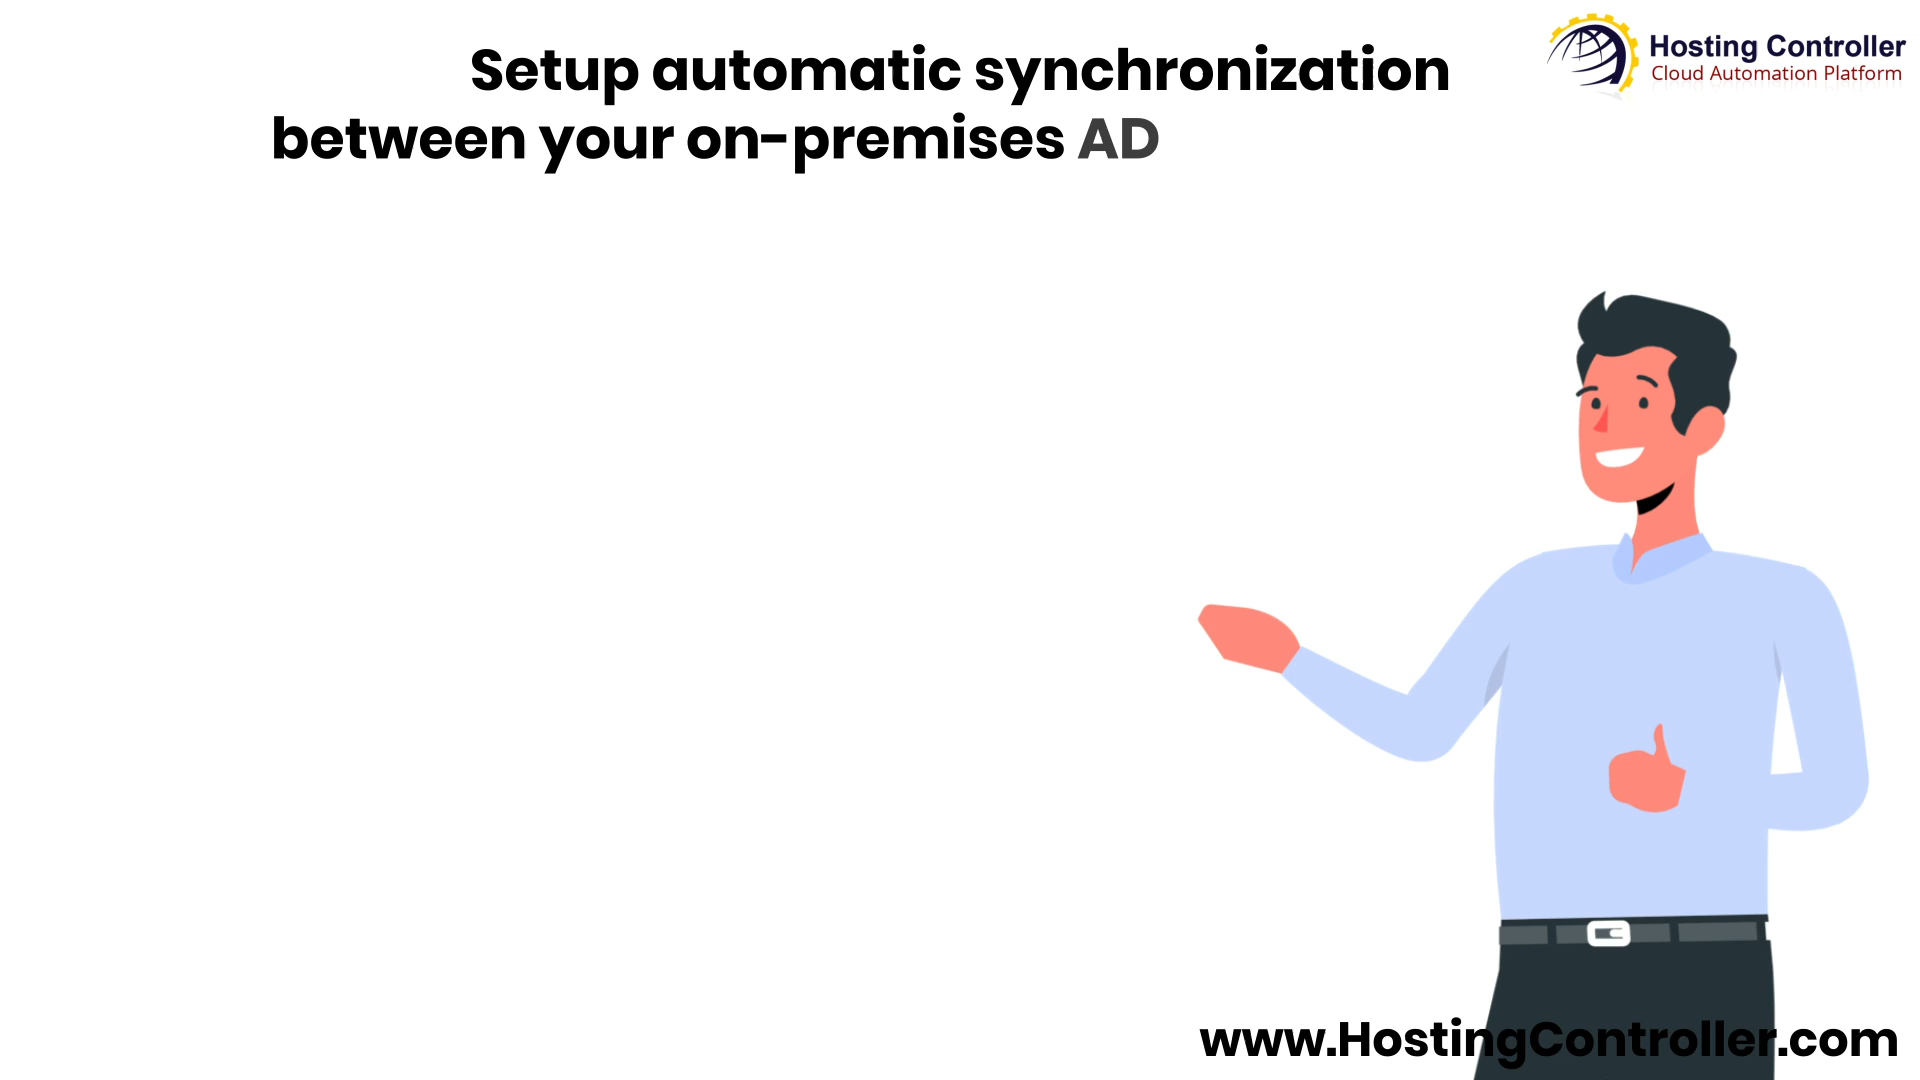 Setup automatic synchronization
between your on-premises AD
Hosting Controller
Cloud Automation Platform
www.HostingController.com